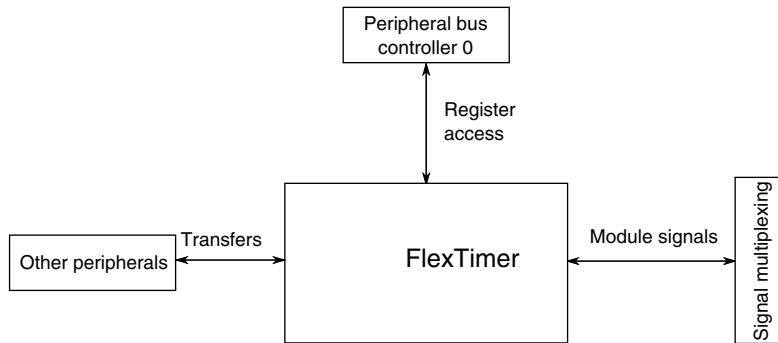 Peripheral bus
controller 0
Register
access
Transfers
Other peripherals
FlexTimer
Module signals
Signal multiplexing